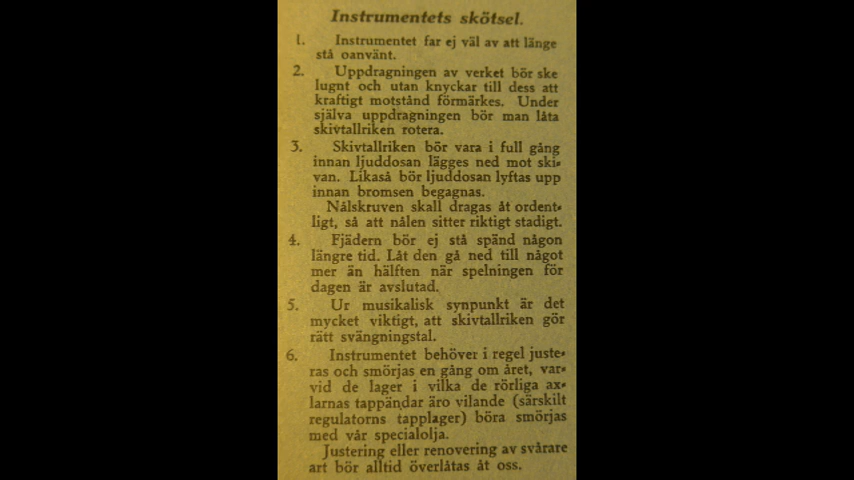 Instrumentets skötsel.
1. Instrumentet far ej väl av att länge
stå oanvänt.
2. Uppdragningen av verket bör ske
lugnt och utan knyckar till dess att
kraftigt motstånd förmärkes. Under
själva uppdragningen bör man låta
skivtallriken rotera.
3. Skivtallriken bör vara i full gång
innan ljuddosan lägges ned mot ski-
van. Likaså bör ljuddosan lyftas upp
innan bromsen begagnas.
Nålskruven skall dragas åt ordent-
ligt, så att nålen sitter riktigt stadigt.
4. Fjädern bör ej stå spänd någon
längre tid. Låt den gå ned till något
mer än hälften när spelningen för
dagen är avslutad.
5. Ur musikalisk synpunkt är det
mycket viktigt, att skivtallriken gör
rätt svängningstal.
6. Instrumentet behöver i regel juste-
ras och smörjas en gång om året, var-
vid de lager i vilka de rörliga ax-
larnas tappändar äro vilande (särskilt
regulatorns tapplager) böra smörjas
med vår specialolja.
Justering eller renovering av svårare
art bör alltid överlåtas åt oss.